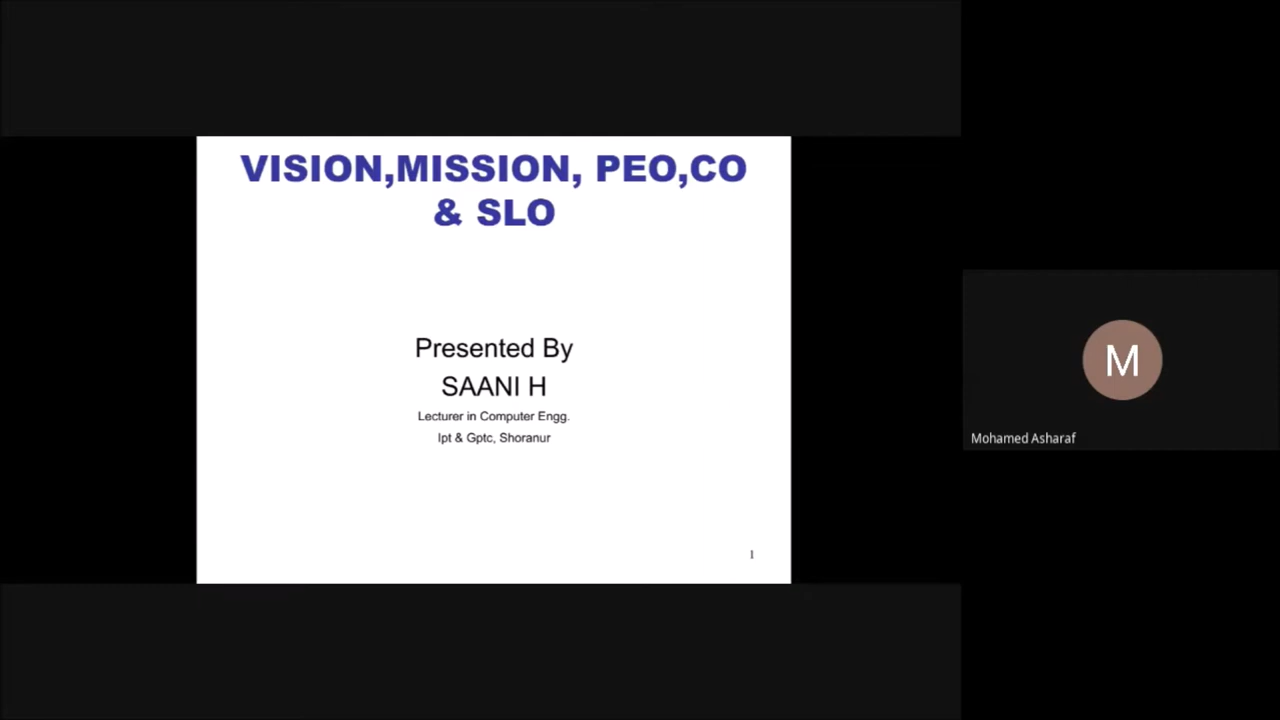 VISION,MISSION, PEO,CO
& SLO
Presented By
SAANI H
Lecturer in Computer Engg.
Ipt & Gptc, Shoranur
1
M
Mohamed Asharaf